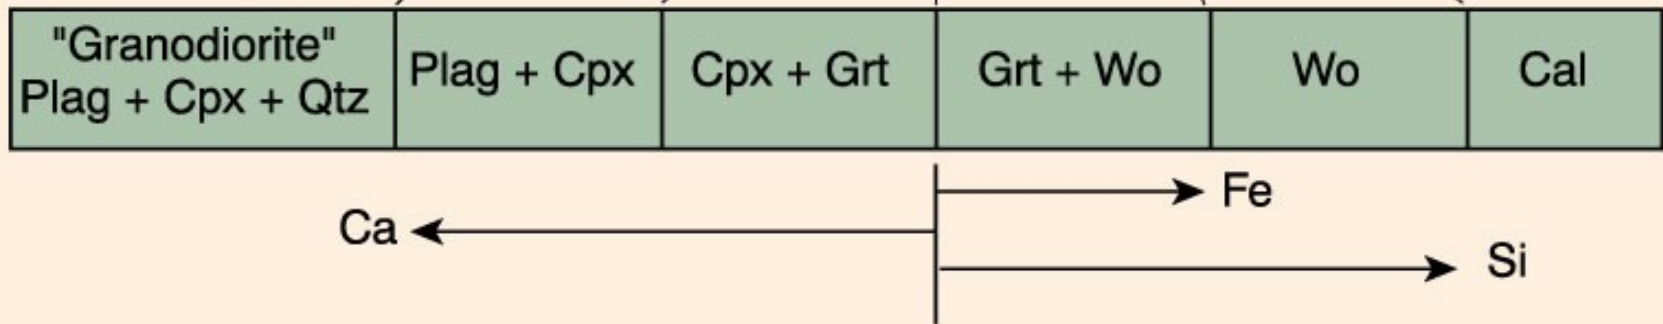 "Granodiorite"
Plag + Cpx + Qtz
Plag + Cpx
Cpx + Grt
Grt + Wo
Wo
Cal
Fe
Ca
Si